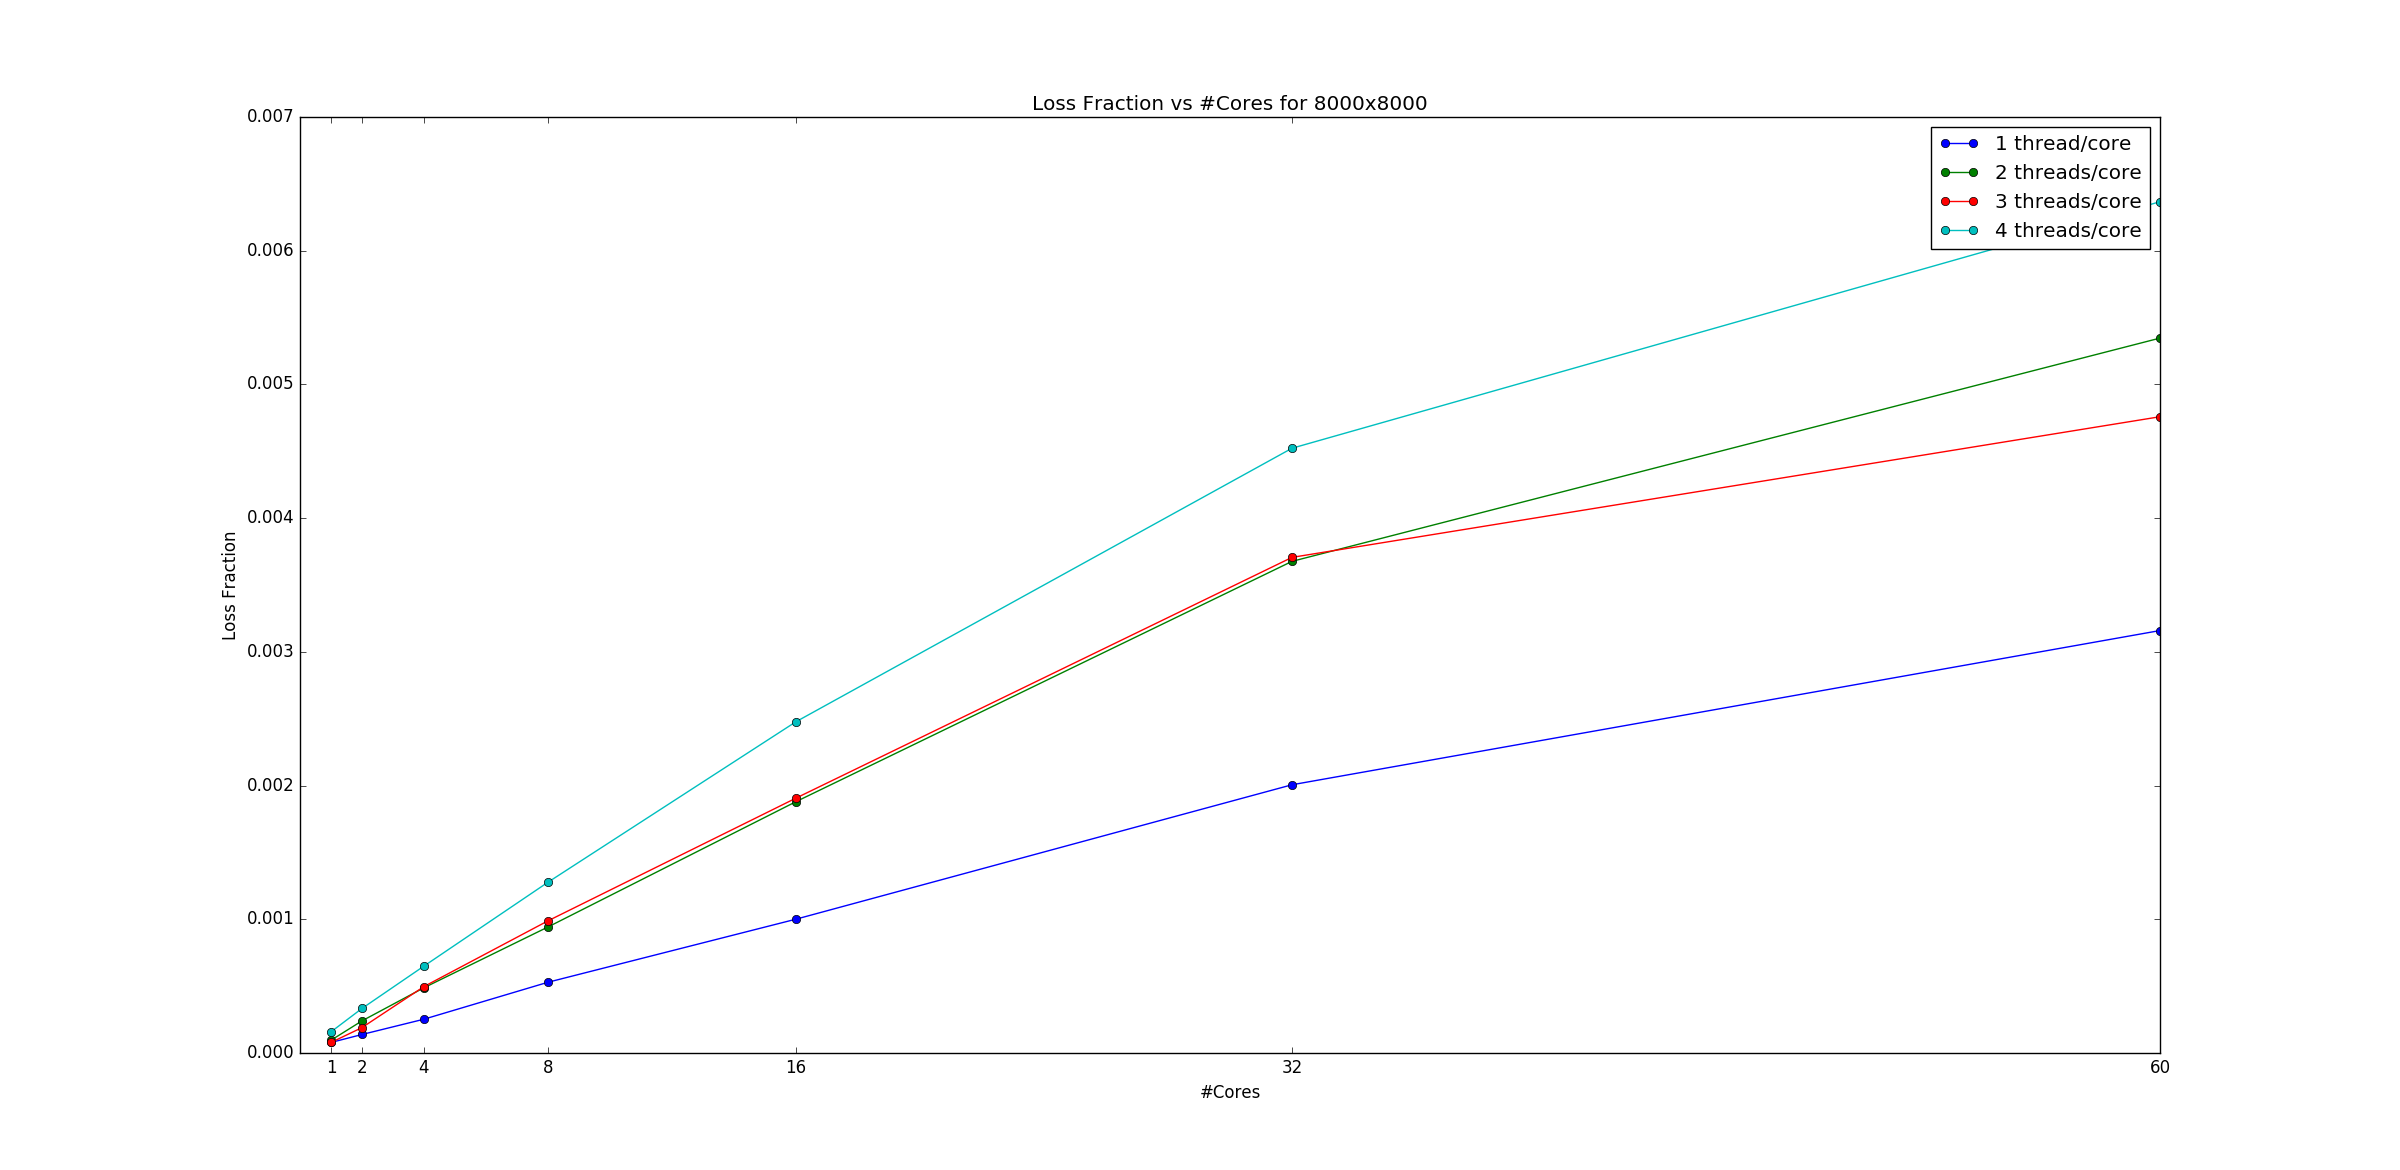 Loss Fraction vs #Cores for 8000x8000
0.007
0.006
0.005
0.004
0.003
0.002
0.001
0.000
Loss Fraction
1 thread/core
2 threads/core
3 threads/core
4 threads/core
1 2 4 8 16 32 60
#Cores